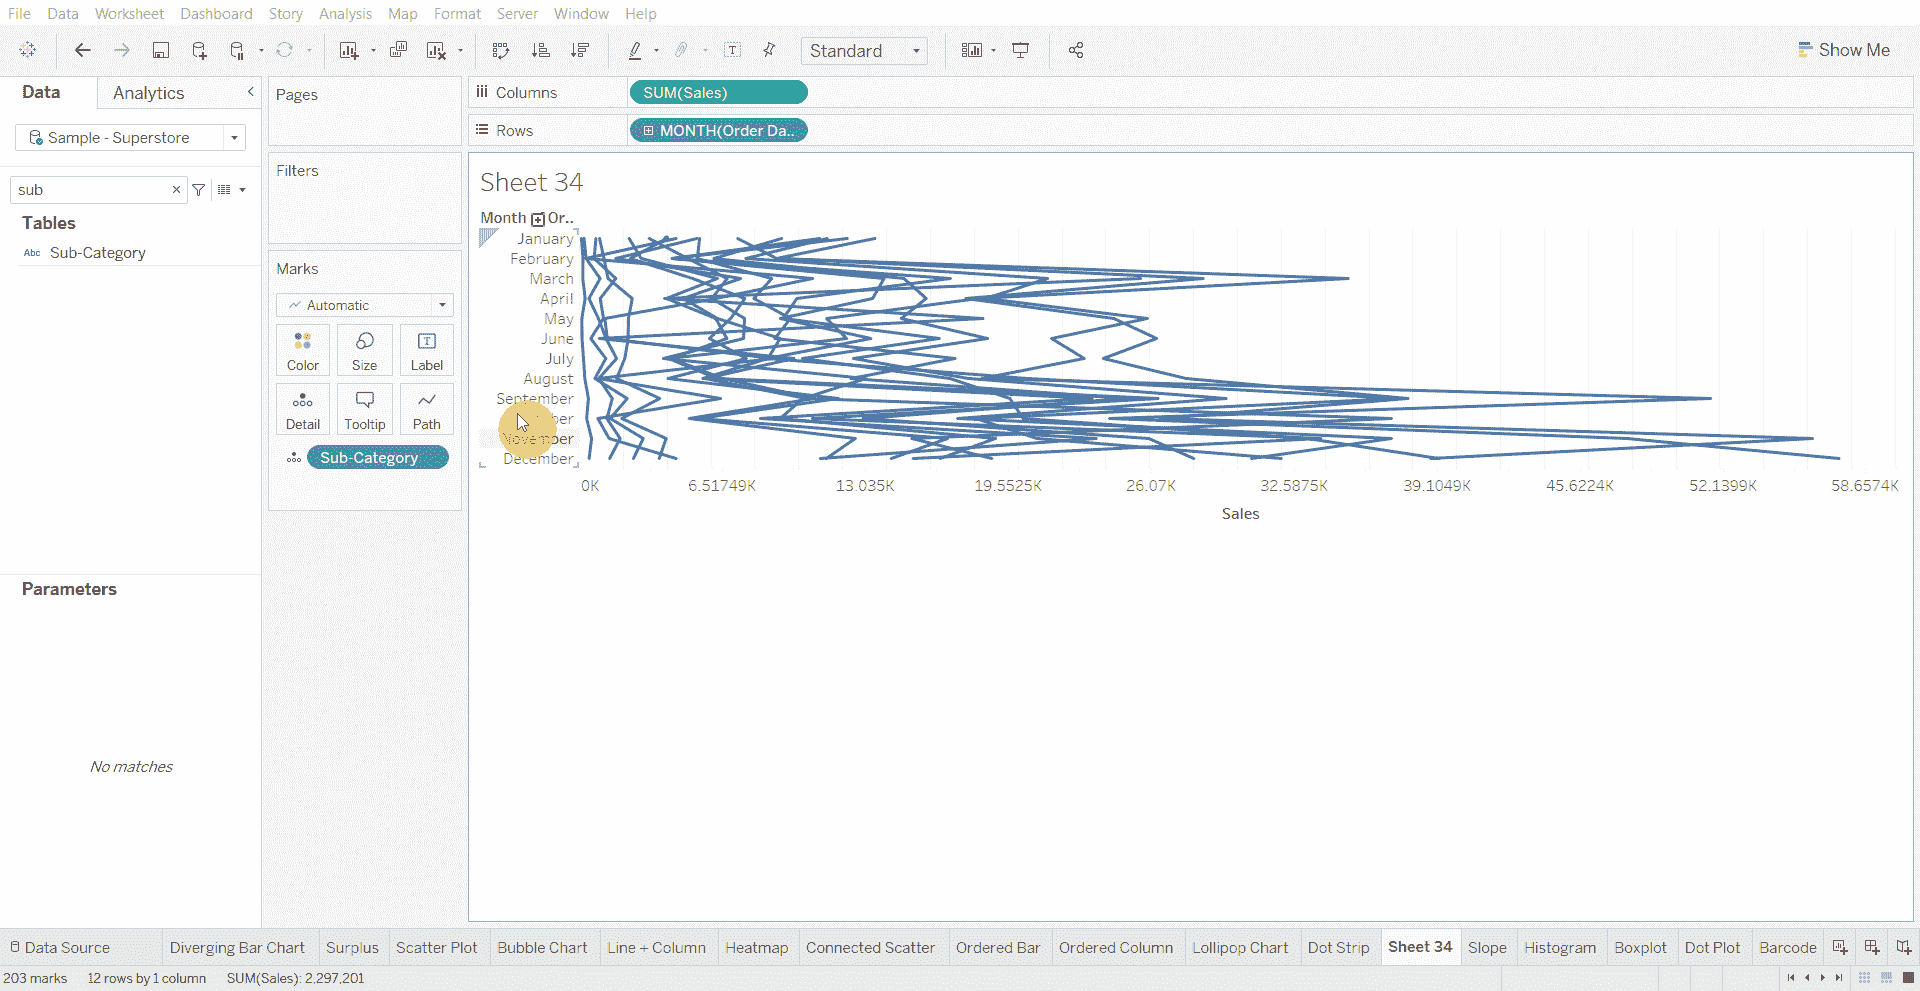 File Data Worksheet Dashboard Story Analysis Map Format Server Window Help
Standard
Show Me
Data Analytics
Pages
Columns SUM(Sales)
Sample - Superstore
Rows MONTH(Order Da..
Filters
Sheet 34
sub
Tables
Abc Sub-Category
Month Or..
January
February
March
April
May
June
July
August
September
November
December
0K 6.51749K 13.035K 19.5525K 26.07K 32.5875K 39.1049K 45.6224K 52.1399K 58.6574K
Sales
Marks
Automatic
Color Size Label
Detail Tooltip Path
Sub-Category
Parameters
No matches
Data Source Diverging Bar Chart Surplus Scatter Plot Bubble Chart Line + Column Heatmap Connected Scatter Ordered Bar Ordered Column Lollipop Chart Dot Strip Sheet 34 Slope Histogram Boxplot Dot Plot Barcode
203 marks 12 rows by 1 column SUM(Sales): 2,297,201